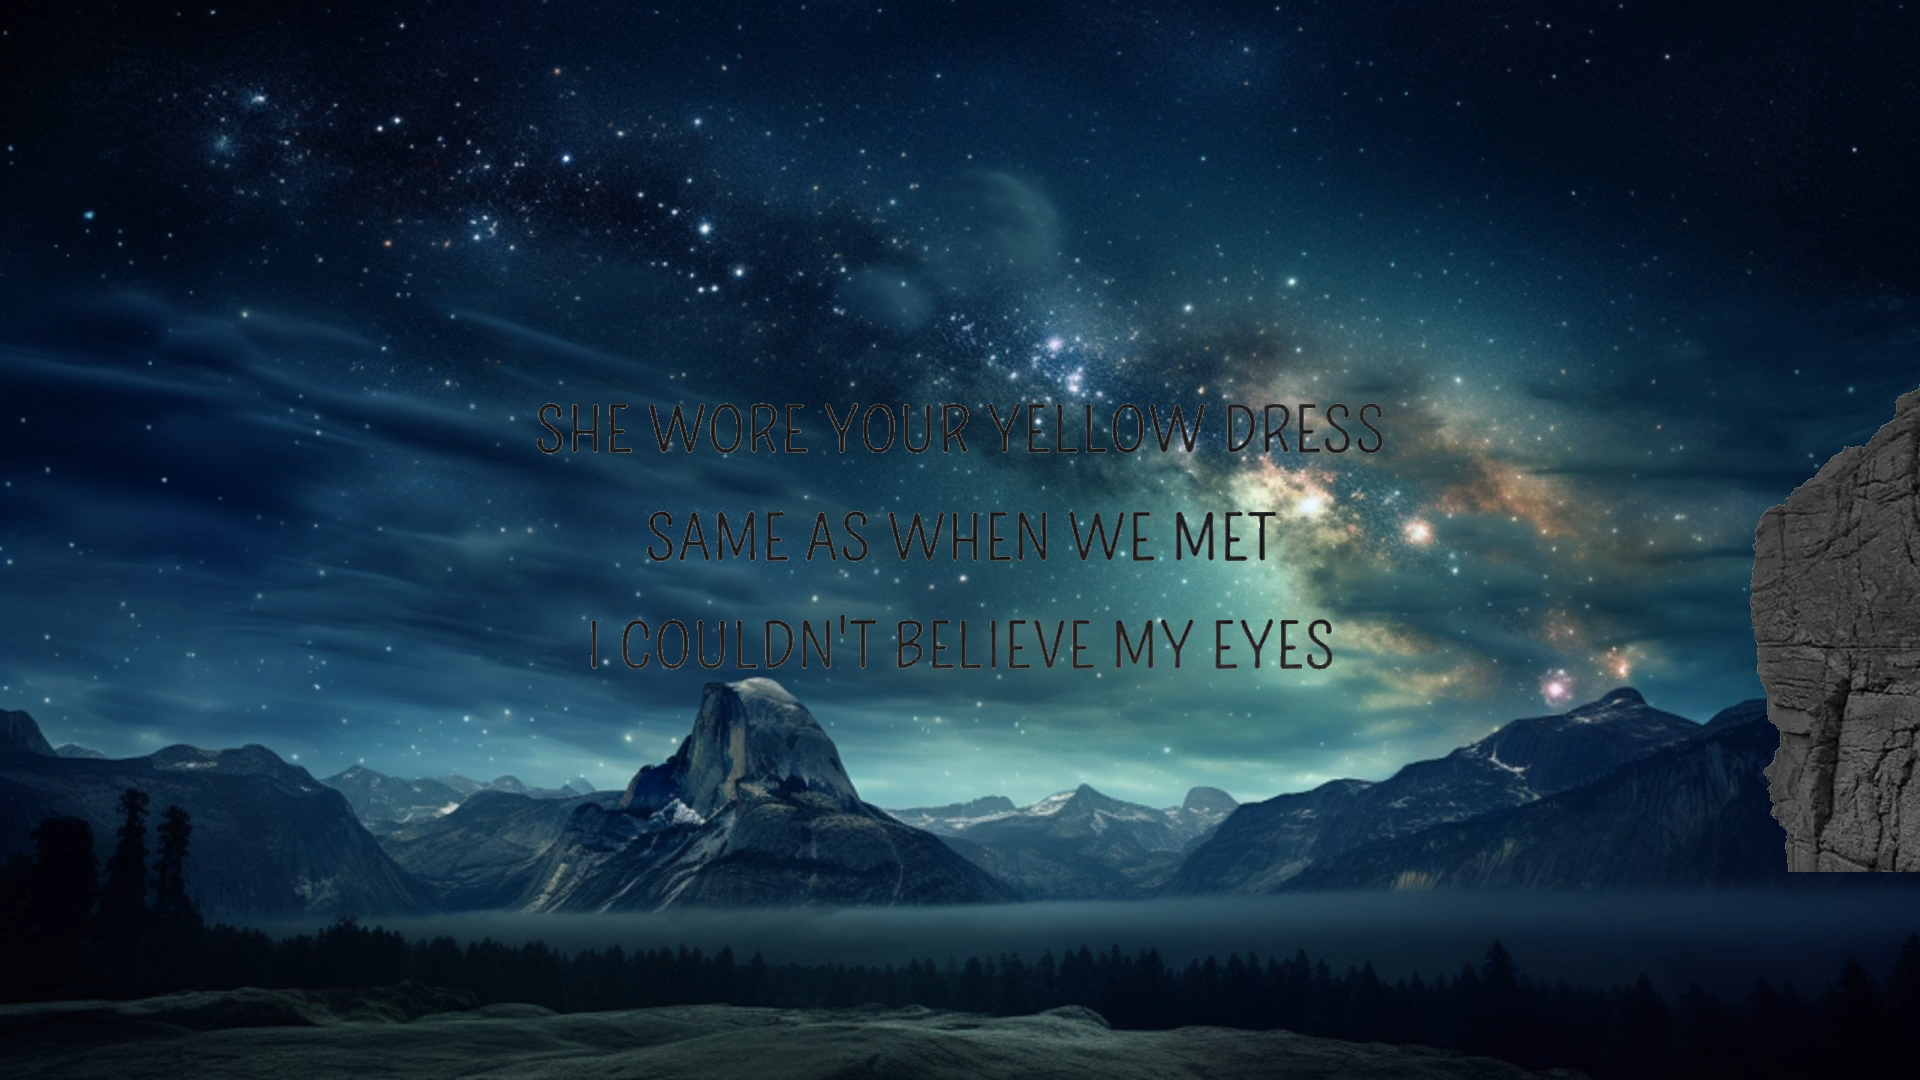 SHE WORE YOUR YELLOW DRESS
SAME AS WHEN WE MET
I COULDN'T BELIEVE MY EYES